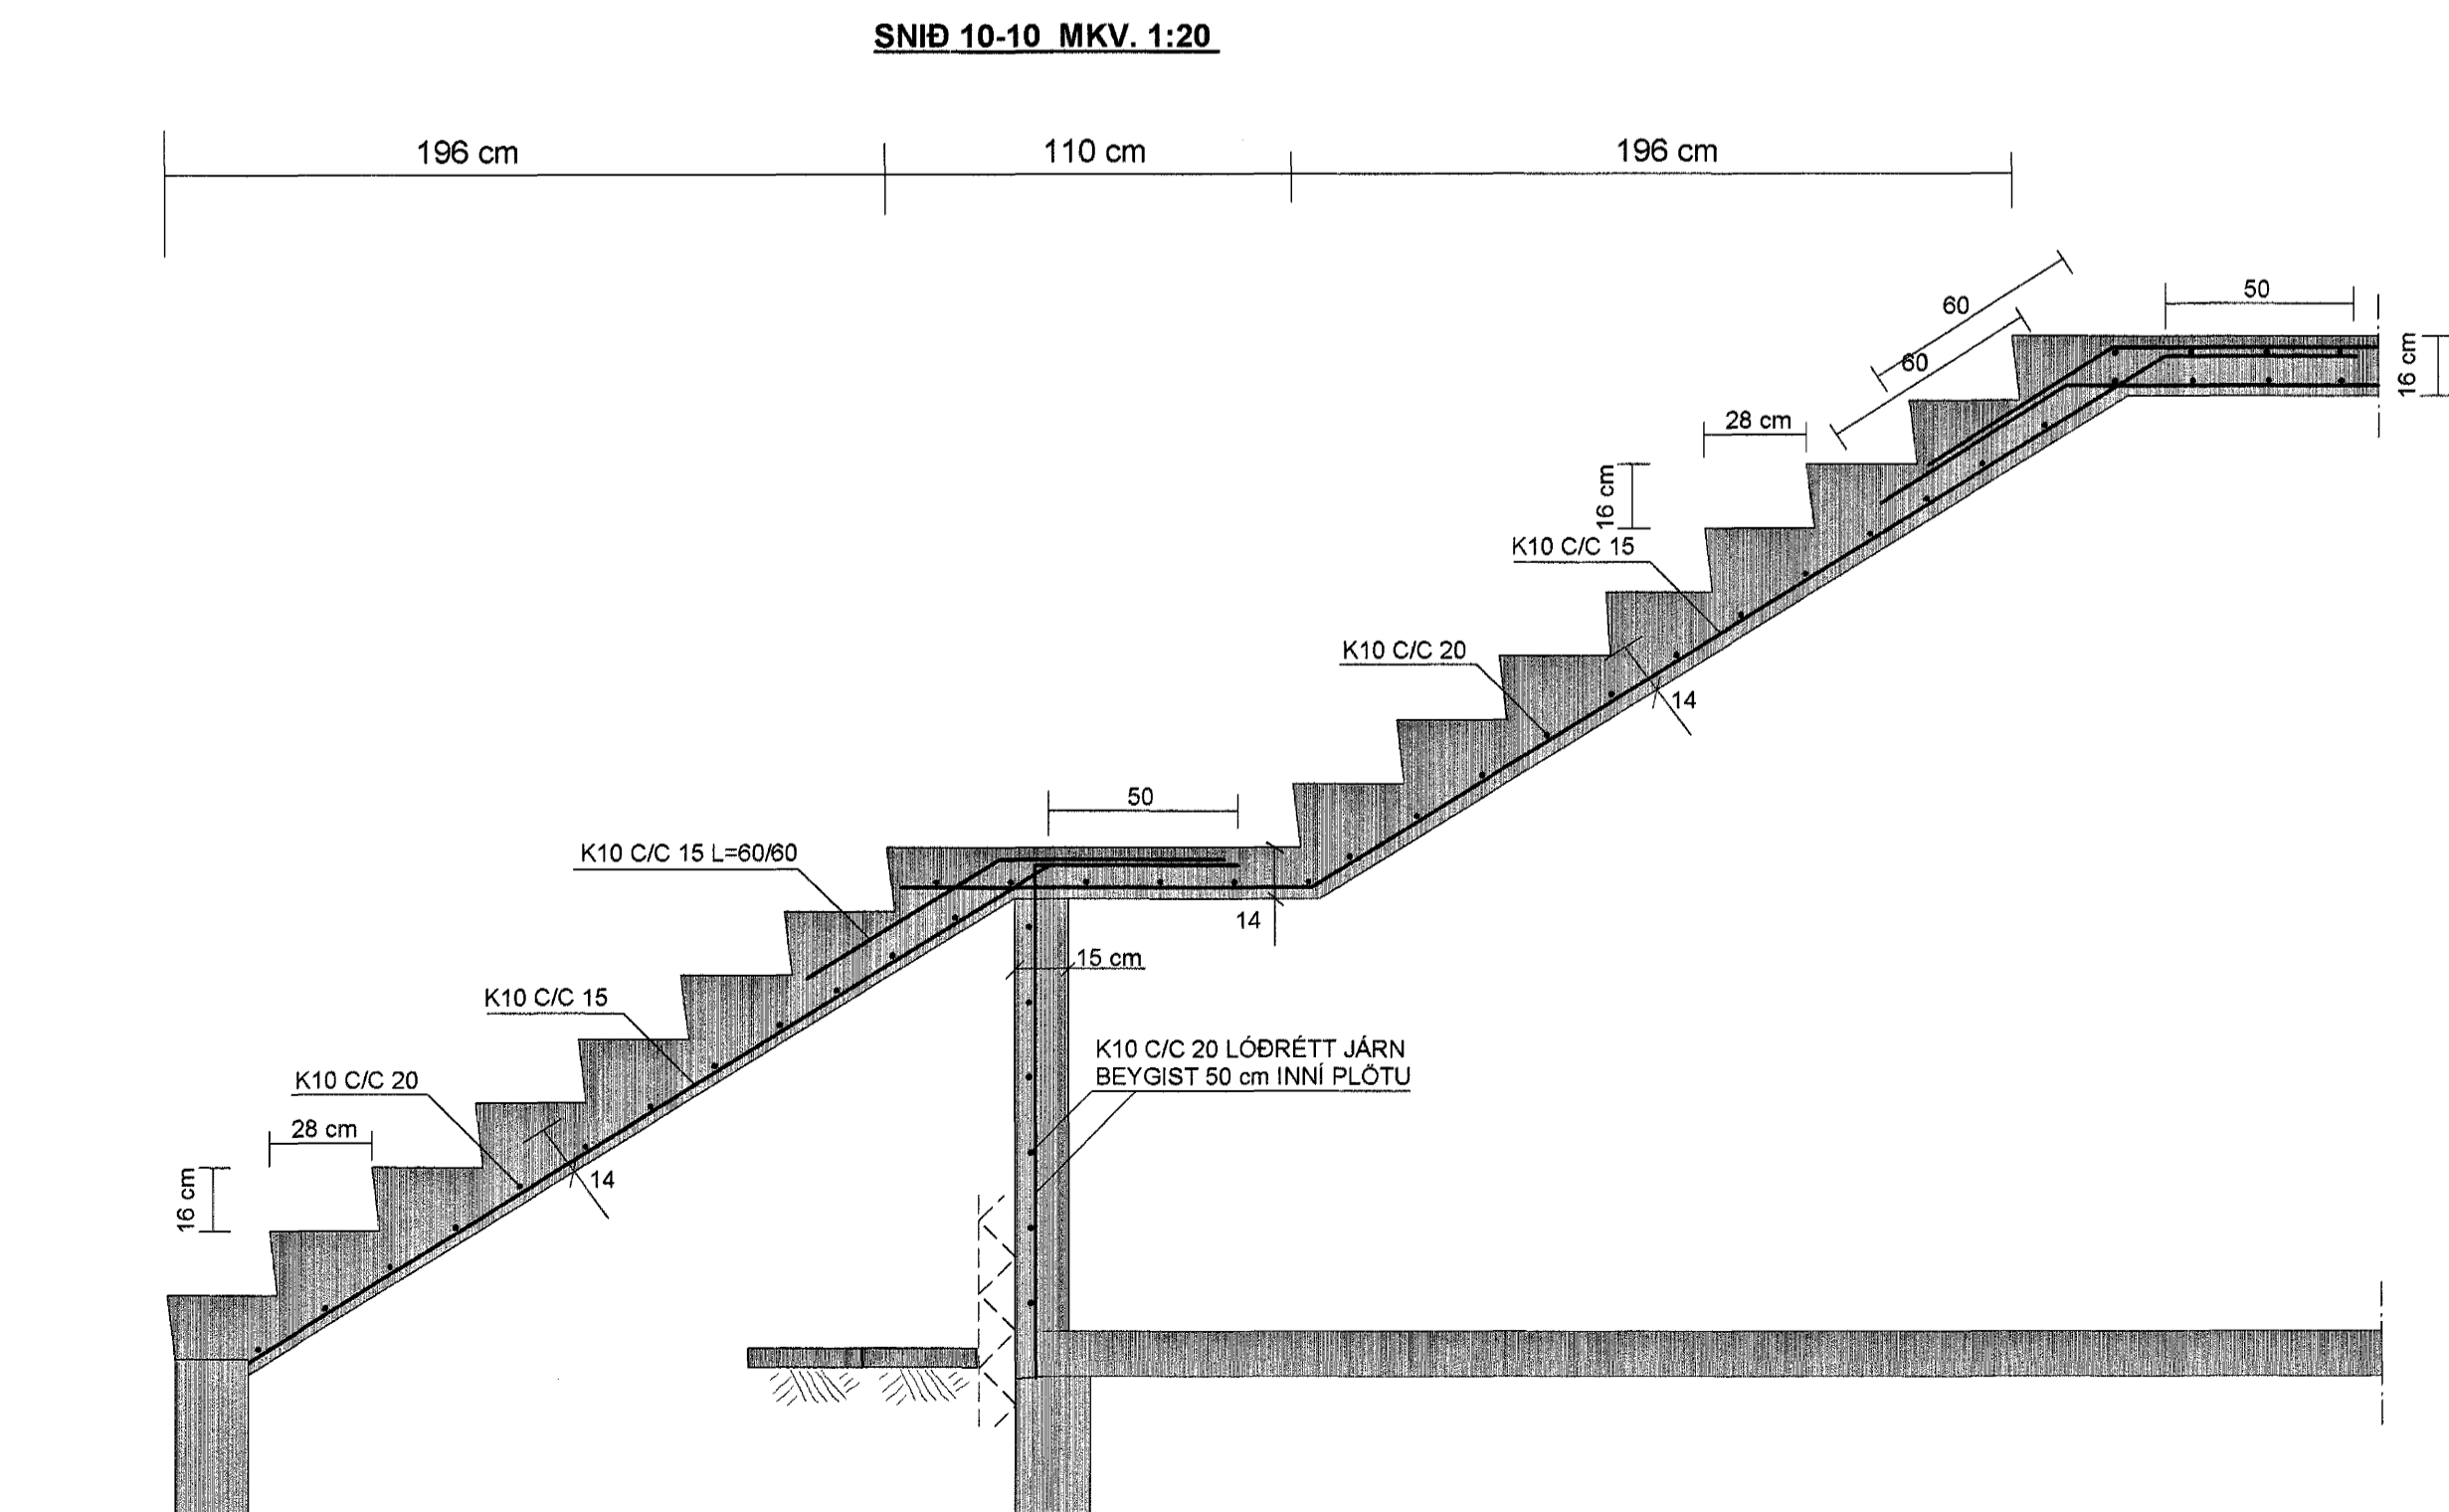 SNIÐ 10-10 MKV. 1:20
196 cm
110 cm
196 cm
60
60
50
16 cm
28 cm
16 cm
K10 C/C 15
K10 C/C 20
14
50
K10 C/C 15 L=60/60
14
15 cm
K10 C/C 15
K10 C/C 20 LÓÐRÉTT JÁRN
BEYGIST 50 cm INNÍ PLÖTU
K10 C/C 20
28 cm
14
16 cm